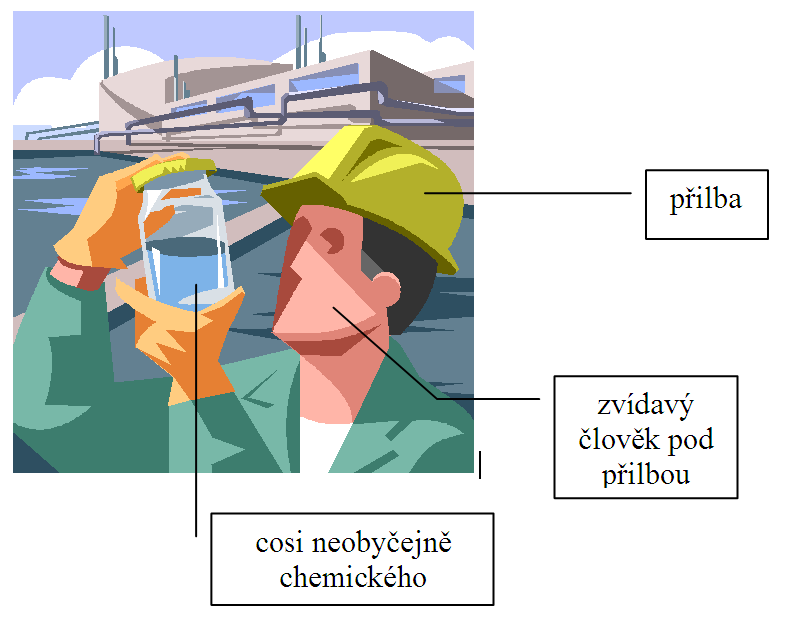 přilba
zvídavý
člověk pod
přilbou
cosi neobyčejně
chemického